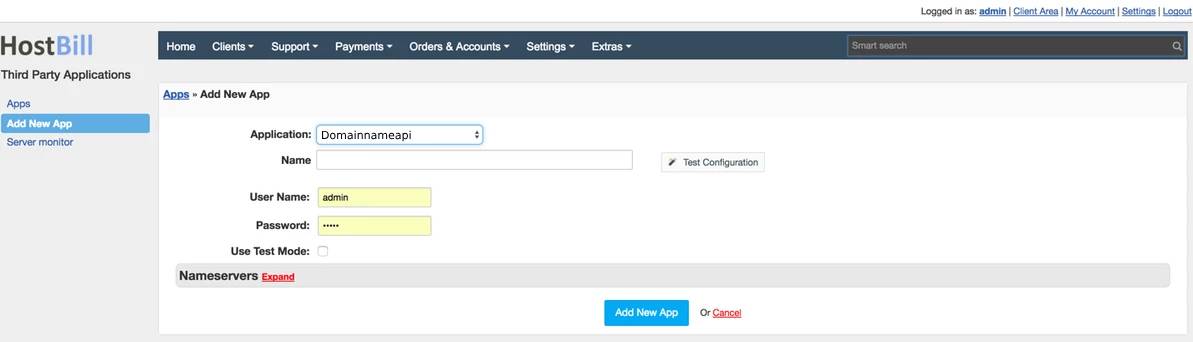 Logged in as: admin | Client Area | My Account | Settings | Logout
HostBill
Home Clients Support Payments Orders & Accounts Settings Extras Smart search
Third Party Applications
Apps
Add New App
Server monitor
Apps » Add New App
Application: Domainnameapi
Name Test Configuration
User Name: admin
Password: •••••
Use Test Mode:
Nameservers Expand
Add New App Or Cancel